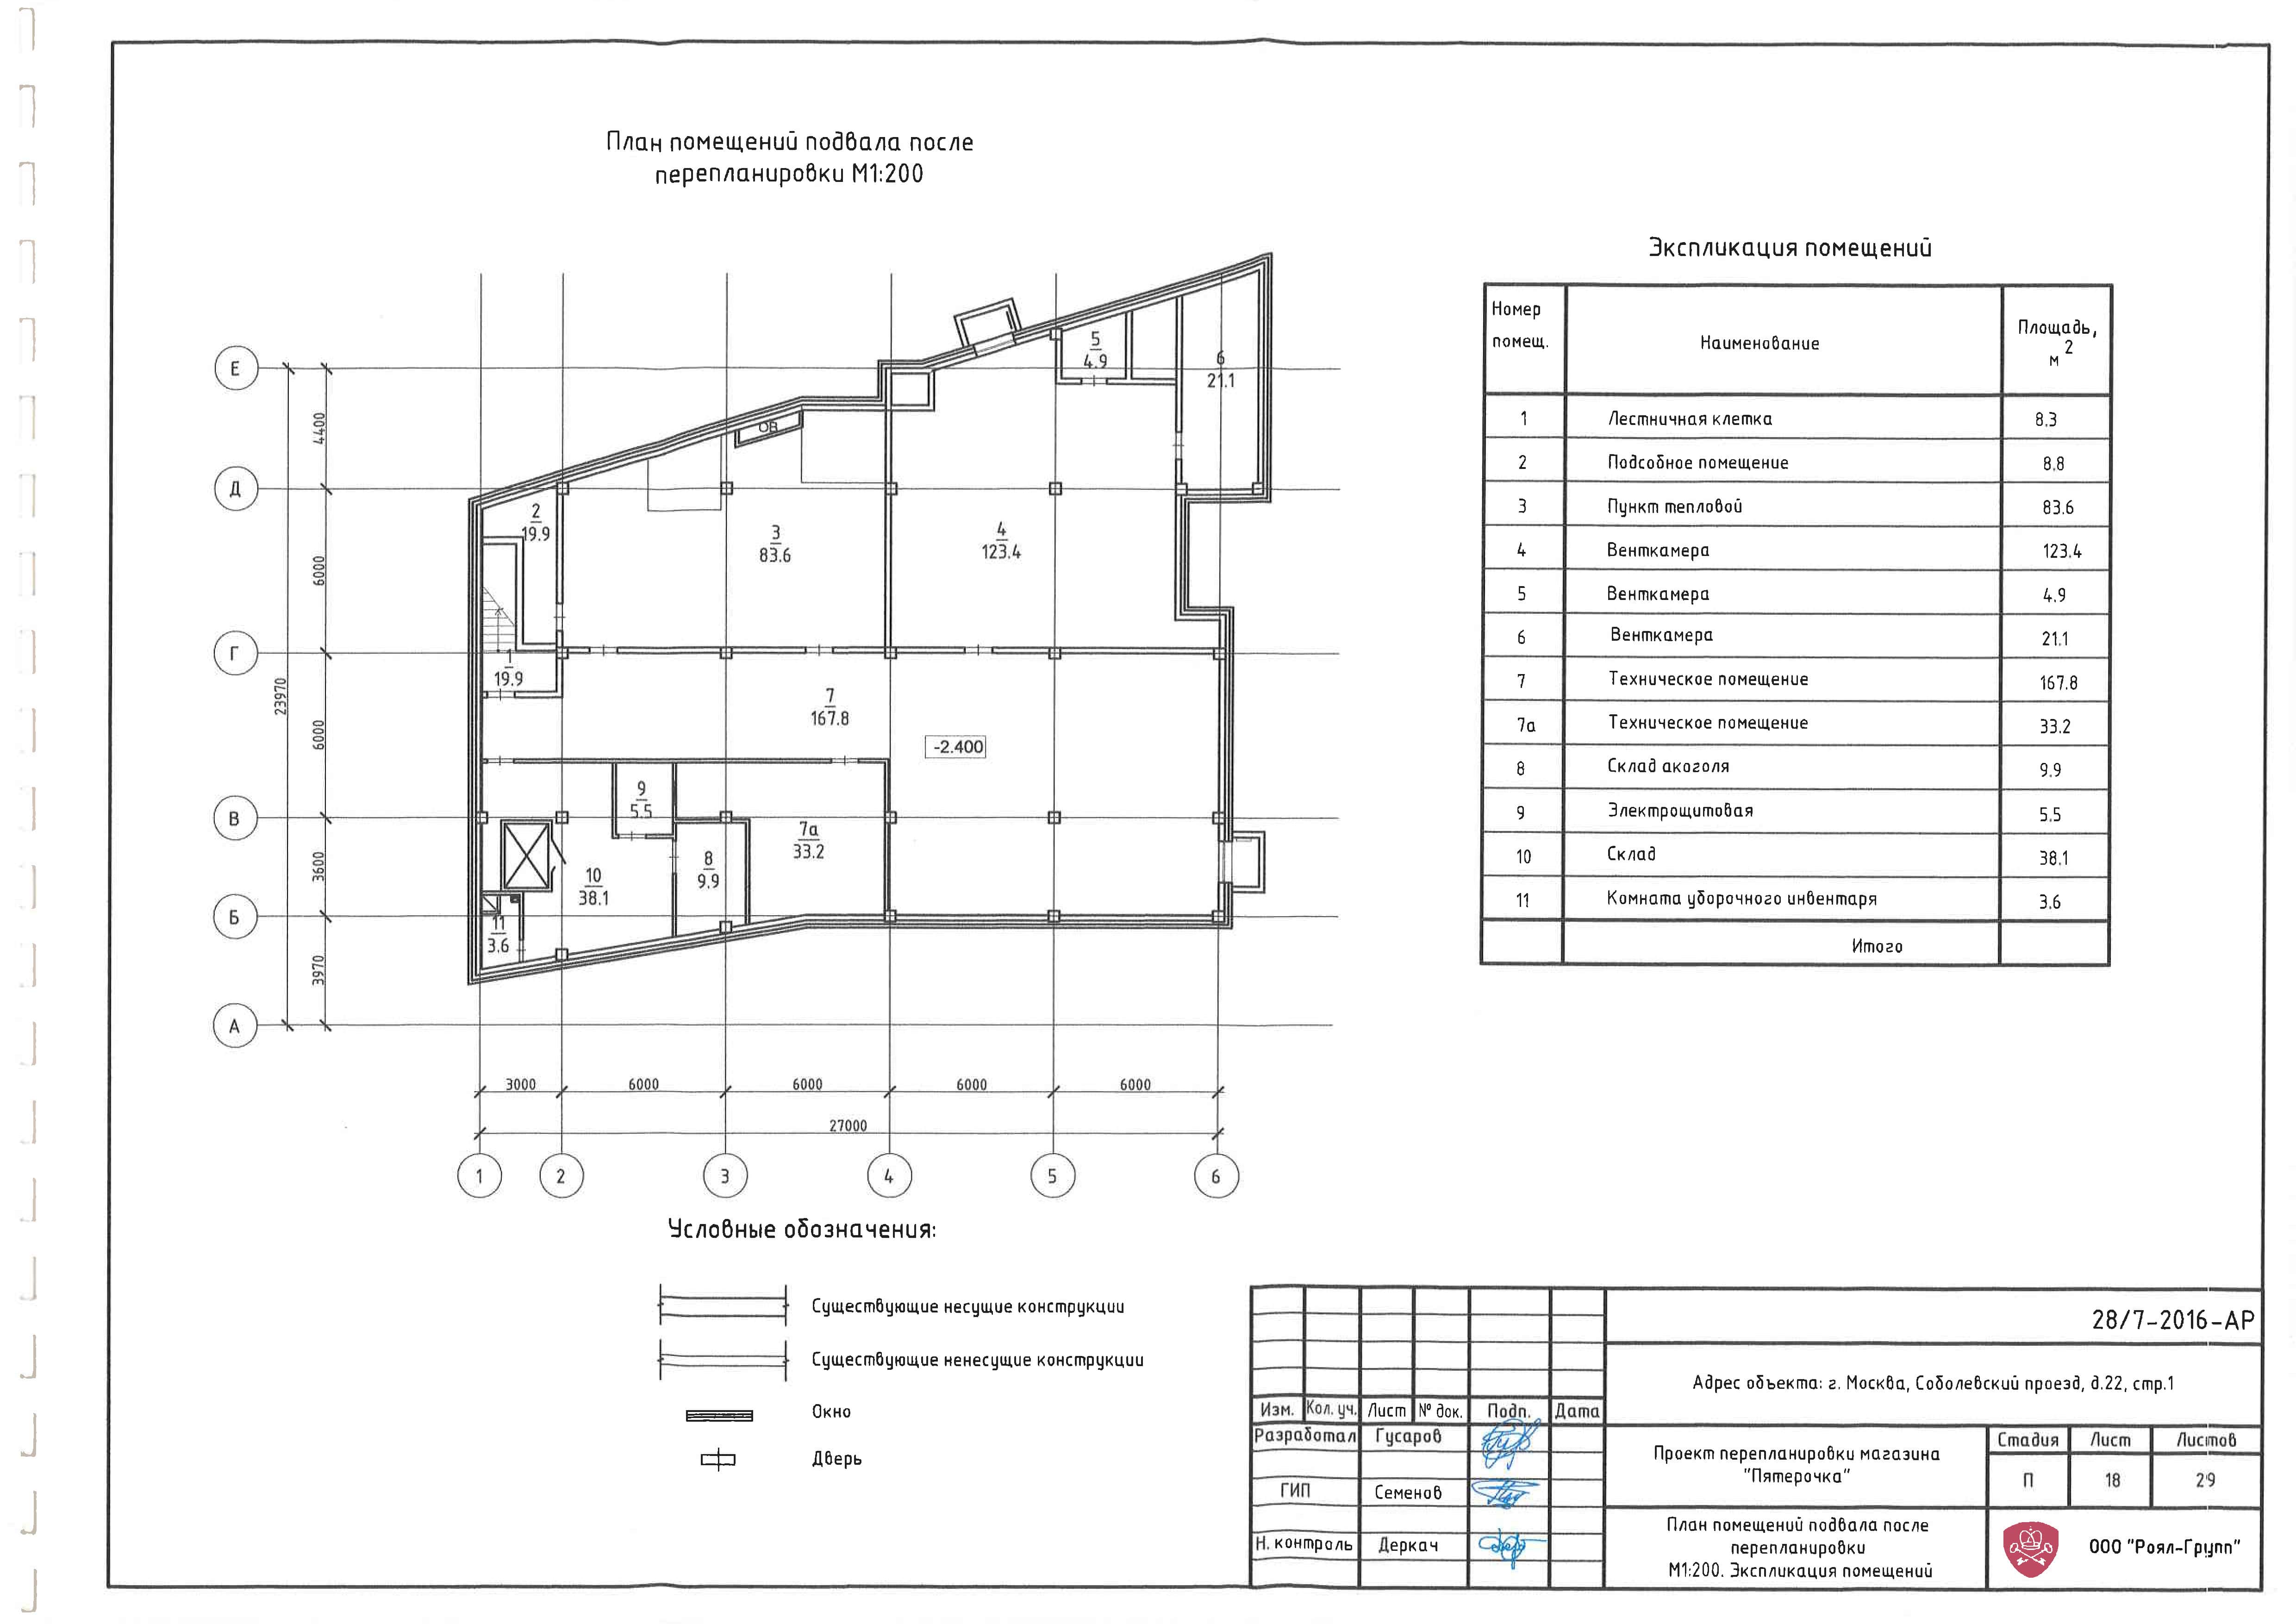 План помещений подвала после
перепланировки М1:200
Е
Д
Г
В
Б
А
4400
6000
6000
3600
3970
23970
ОВ
5
4.9
6
21.1
2
19.9
3
83.6
4
123.4
1
19.9
7
167.8
-2.400
9
5.5
7а
33.2
8
9.9
10
38.1
11
3.6
3000 6000 6000 6000 6000
27000
1 2 3 4 5 6
Экспликация помещений
Номер помещ. Наименование Площадь, м 2
1 Лестничная клетка 8.3
2 Подсобное помещение 8.8
3 Пункт тепловой 83.6
4 Венткамера 123.4
5 Венткамера 4.9
6 Венткамера 21.1
7 Техническое помещение 167.8
7а Техническое помещение 33.2
8 Склад акоголя 9.9
9 Электрощитовая 5.5
10 Склад 38.1
11 Комната уборочного инвентаря 3.6
Итого
Условные обозначения:
Существующие несущие конструкции
Существующие ненесущие конструкции
Окно
Дверь
28/7-2016-АР
Адрес объекта: г. Москва, Соболевский проезд, д.22, стр.1
Изм. Кол. уч. Лист № док. Подп. Дата
Разработал Гусаров
ГИП Семенов
Н. контроль Деркач
Проект перепланировки магазина
"Пятерочка"
Стадия Лист Листов
П 18 29
План помещений подвала после
перепланировки
М1:200. Экспликация помещений
ООО "Роял-Групп"